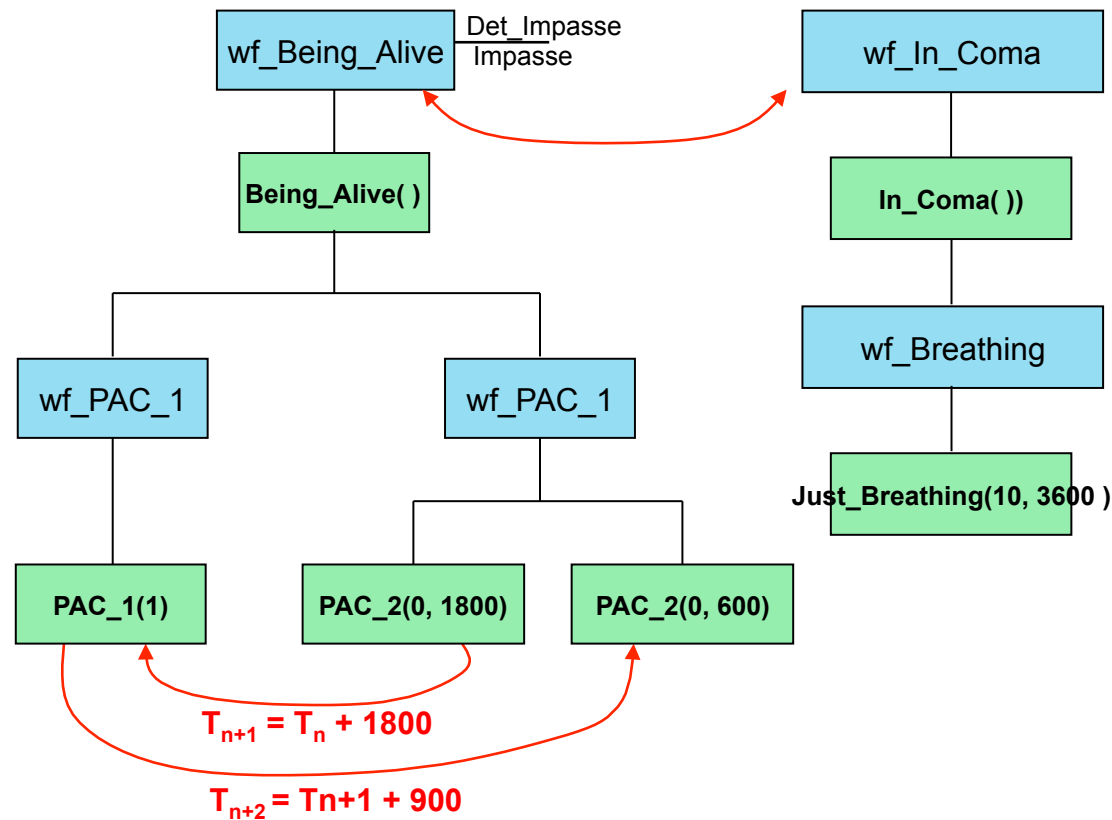 wf_Being_Alive
Det_Impasse
Impasse
wf_In_Coma
Being_Alive( )
In_Coma( ))
wf_Breathing
wf_PAC_1
wf_PAC_1
Just_Breathing(10, 3600 )
PAC_1(1)
PAC_2(0, 1800)
PAC_2(0, 600)
Tn+1 = Tn + 1800
Tn+2 = Tn+1 + 900